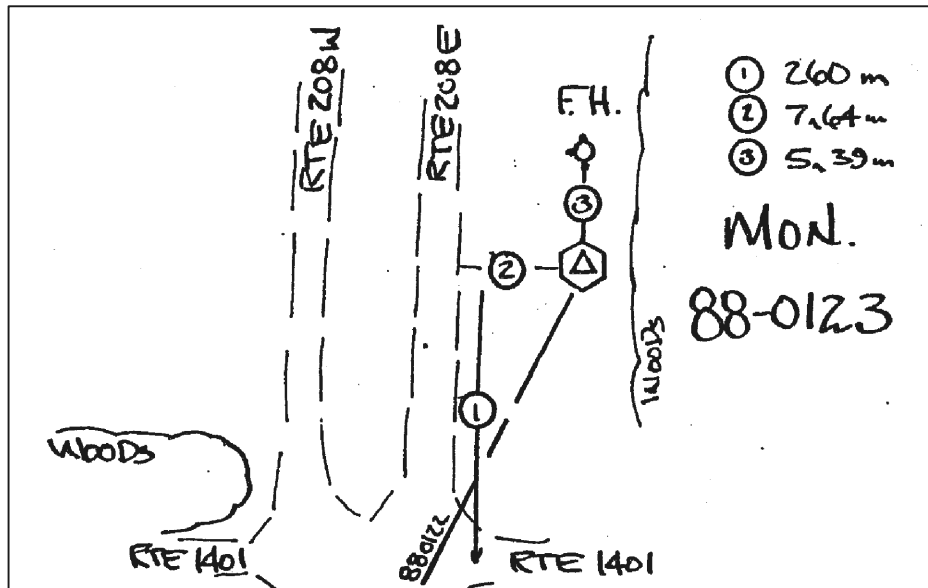 RTE 208W
RTE 208E
F.H.
① 260 m
② 7.64 m
③ 5.39 m
③
MON.
② △
88-0123
WOODS
①
WOODS
RTE 1401
880122
RTE 1401